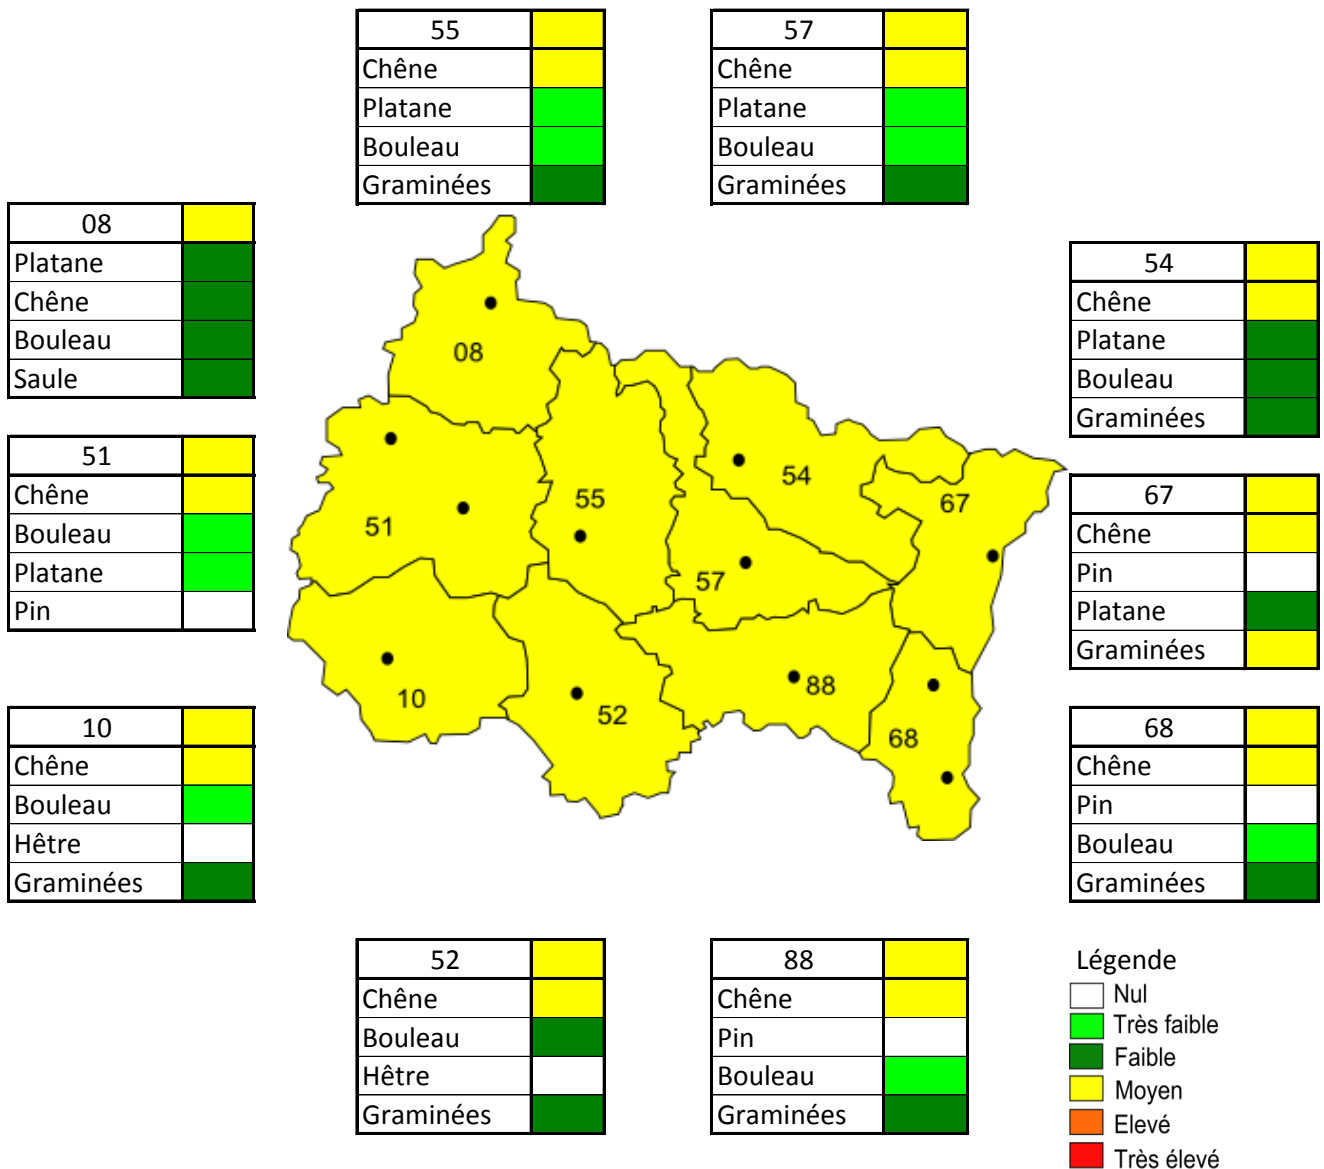 55
Chêne
Platane
Bouleau
Graminées
57
Chêne
Platane
Bouleau
Graminées
08
Platane
Chêne
Bouleau
Saule
51
Chêne
Bouleau
Platane
Pin
10
Chêne
Bouleau
Hêtre
Graminées
08
54
55
67
51
57
88
10
52
68
54
Chêne
Platane
Bouleau
Graminées
67
Chêne
Pin
Platane
Graminées
68
Chêne
Pin
Bouleau
Graminées
52
Chêne
Bouleau
Hêtre
Graminées
88
Chêne
Pin
Bouleau
Graminées
Légende
Nul
Très faible
Faible
Moyen
Elevé
Très élevé